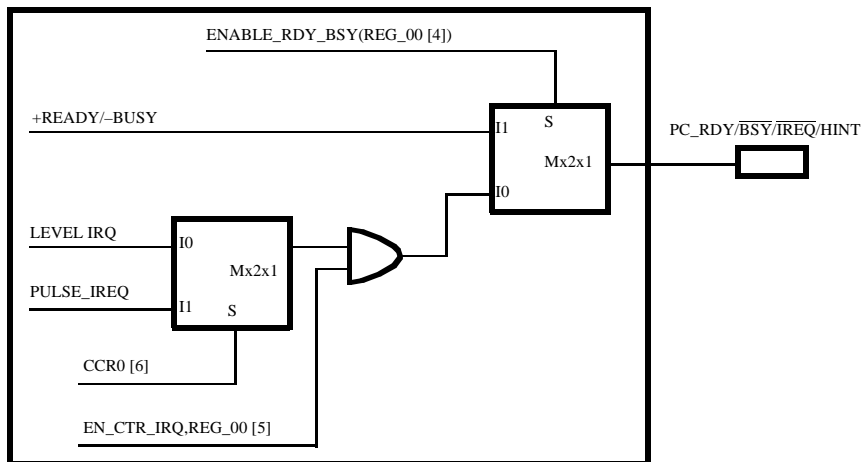 ENABLE_RDY_BSY(REG_00 [4])
+READY/–BUSY
S
I1
Mx2x1
PC_RDY/BSY/IREQ/HINT
I0
LEVEL IRQ
I0
Mx2x1
PULSE_IREQ
I1
S
CCR0 [6]
EN_CTR_IRQ,REG_00 [5]